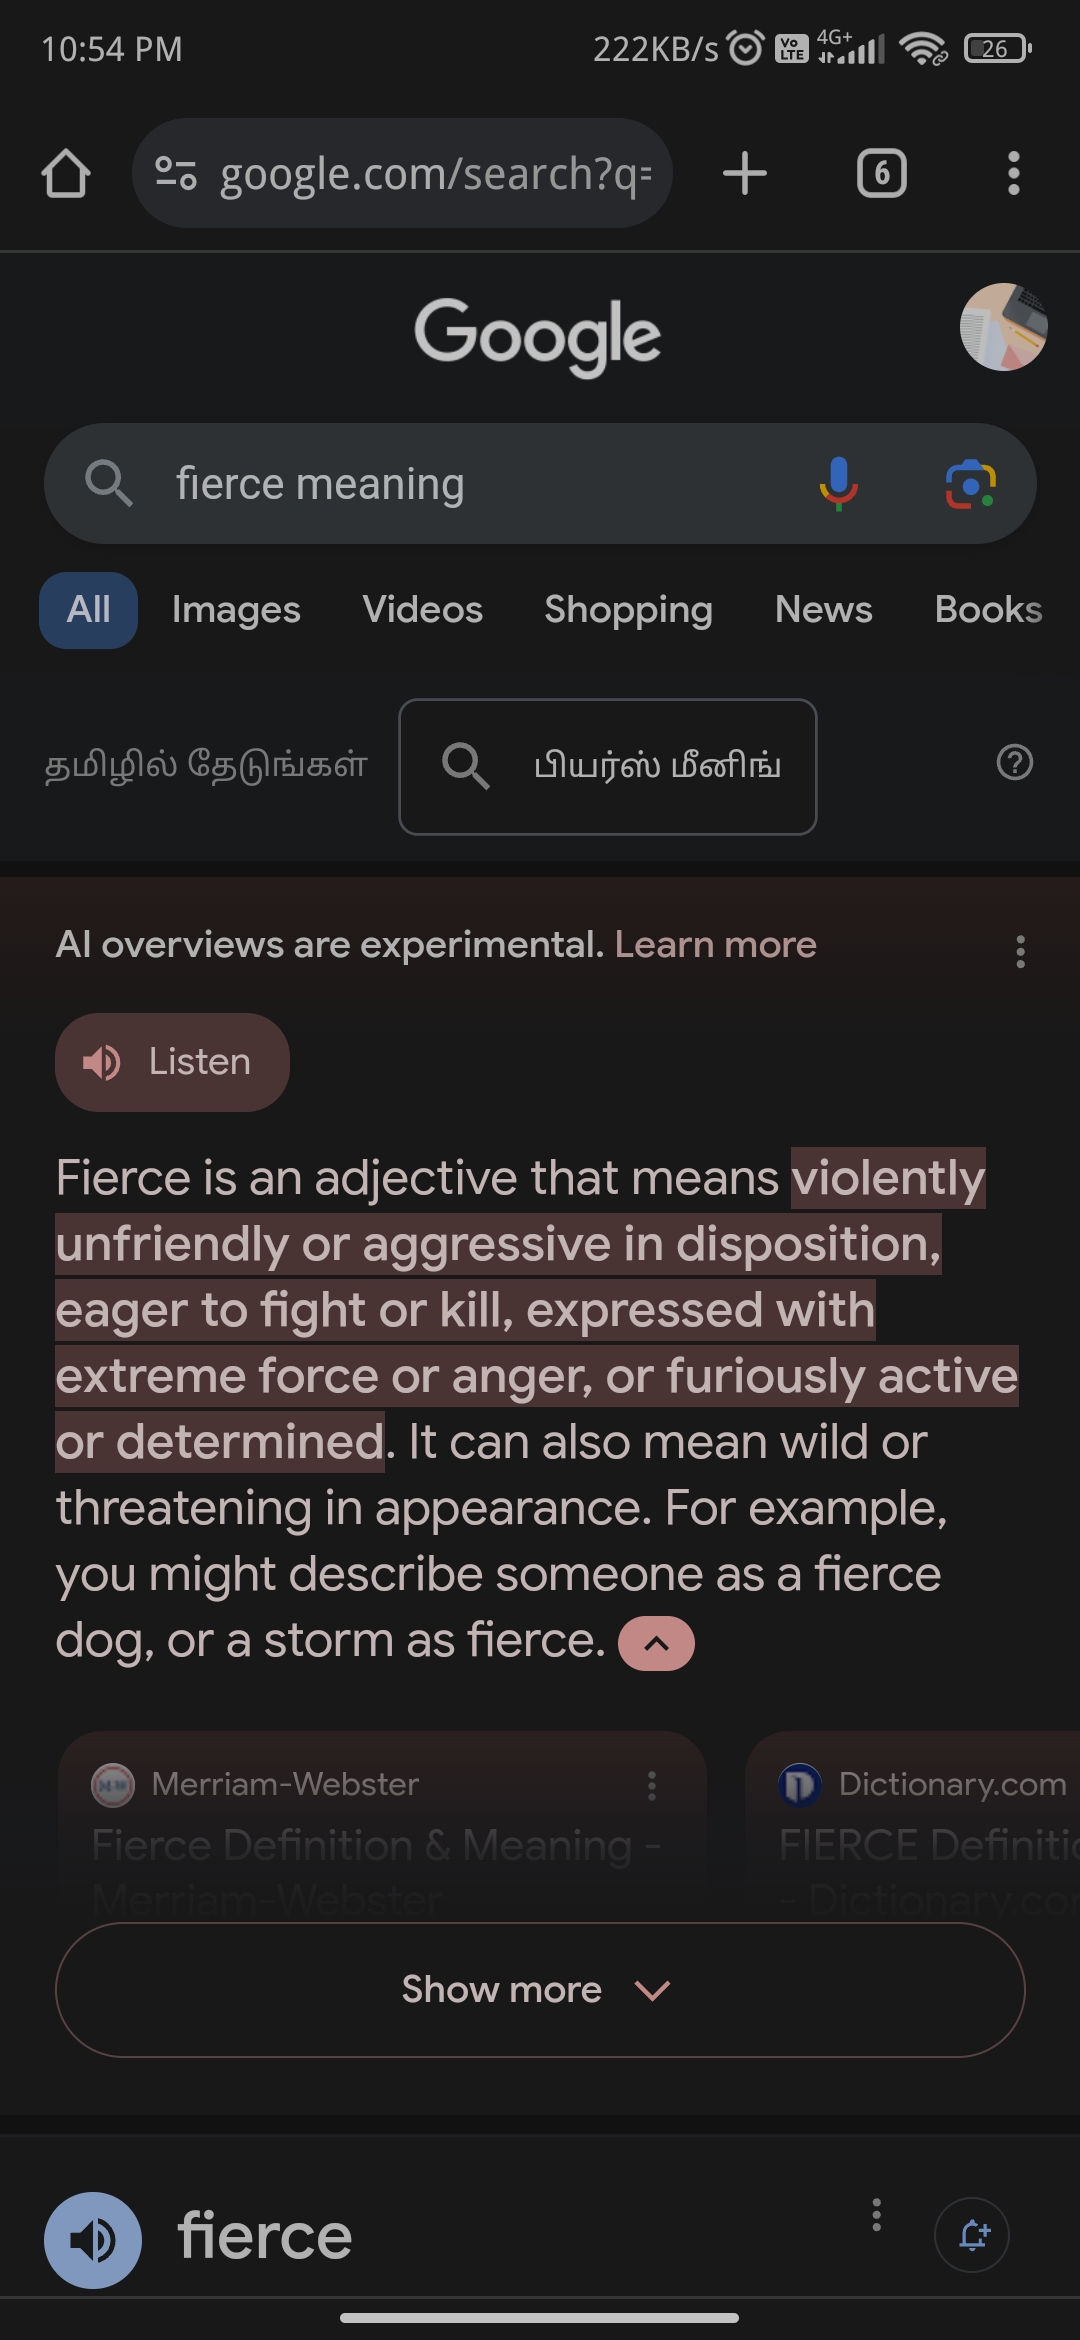 10:54 PM
222KB/s
Vo LTE
4G+
26
google.com/search?q=
6
Google
fierce meaning
All Images Videos Shopping News Books
தமிழில் தேடுங்கள்
பியர்ஸ் மீனிங்
AI overviews are experimental. Learn more
Listen
Fierce is an adjective that means violently
unfriendly or aggressive in disposition,
eager to fight or kill, expressed with
extreme force or anger, or furiously active
or determined. It can also mean wild or
threatening in appearance. For example,
you might describe someone as a fierce
dog, or a storm as fierce.
Merriam-Webster
Fierce Definition & Meaning -
Merriam-Webster
Dictionary.com
FIERCE Definitio
- Dictionary.co
Show more
fierce